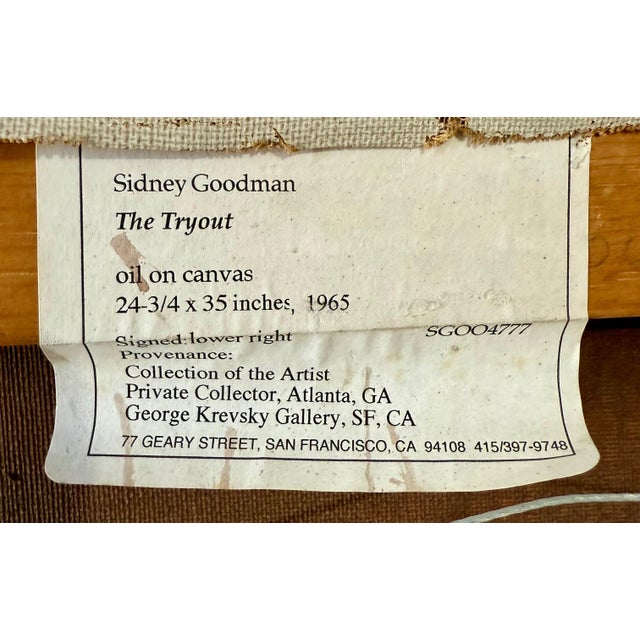 Sidney Goodman
The Tryout
oil on canvas
24-3/4 x 35 inches, 1965
Signed: lower right SGOO4777
Provenance:
Collection of the Artist
Private Collector, Atlanta, GA
George Krevsky Gallery, SF, CA
77 GEARY STREET, SAN FRANCISCO, CA 94108 415/397-9748